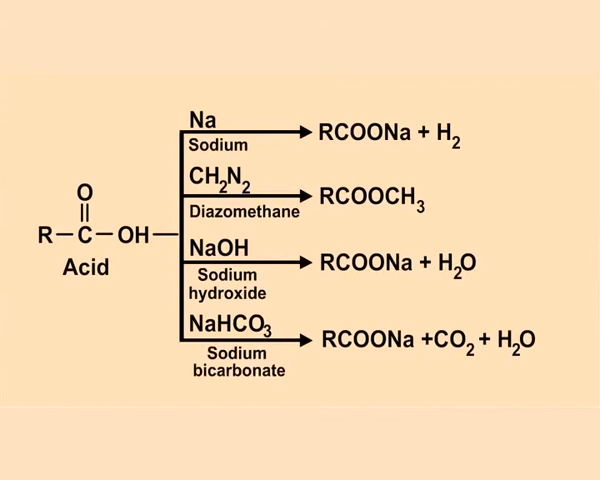 Na
Sodium
RCOONa + H₂
CH₂N₂
Diazomethane
RCOOCH₃
O
R–C–OH
Acid
NaOH
Sodium
hydroxide
RCOONa + H₂O
NaHCO₃
Sodium
bicarbonate
RCOONa +CO₂ + H₂O